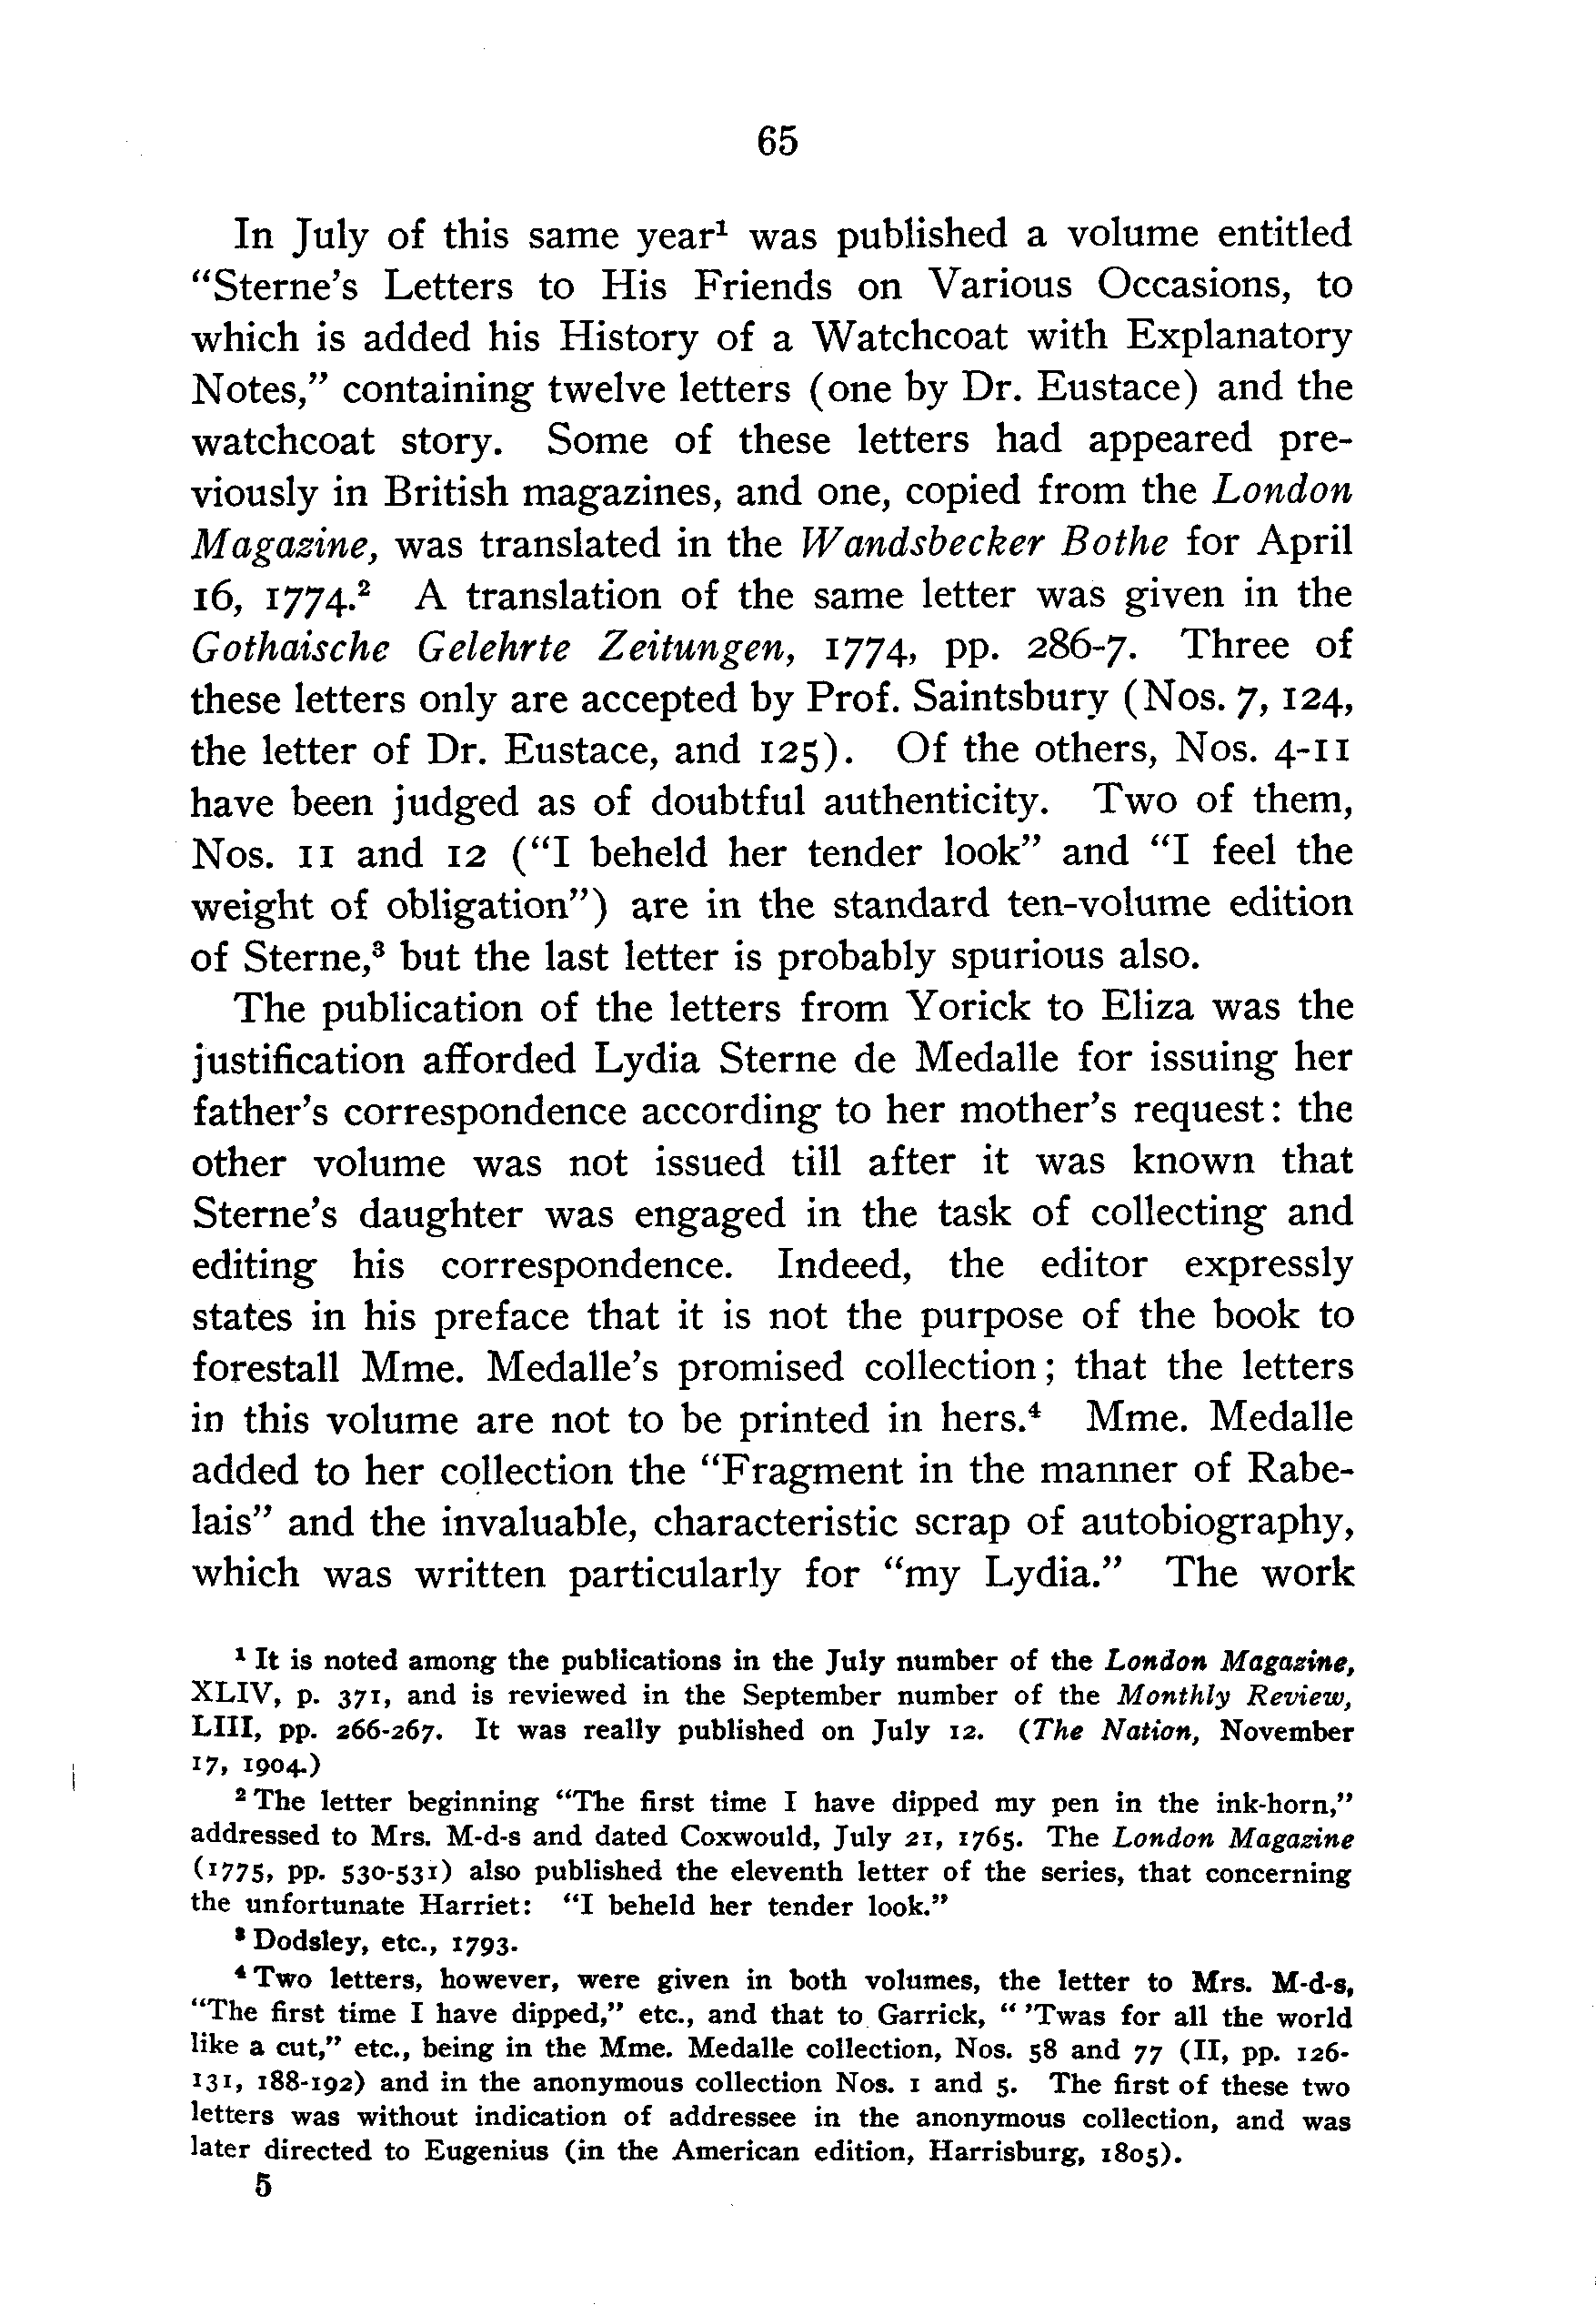 65
In July of this same year¹ was published a volume entitled
“Sterne’s Letters to His Friends on Various Occasions, to
which is added his History of a Watchcoat with Explanatory
Notes,” containing twelve letters (one by Dr. Eustace) and the
watchcoat story. Some of these letters had appeared pre-
viously in British magazines, and one, copied from the London
Magazine, was translated in the Wandsbecker Bothe for April
16, 1774.² A translation of the same letter was given in the
Gothaische Gelehrte Zeitungen, 1774, pp. 286-7. Three of
these letters only are accepted by Prof. Saintsbury (Nos. 7, 124,
the letter of Dr. Eustace, and 125). Of the others, Nos. 4-11
have been judged as of doubtful authenticity. Two of them,
Nos. 11 and 12 (“I beheld her tender look” and “I feel the
weight of obligation”) are in the standard ten-volume edition
of Sterne,³ but the last letter is probably spurious also.
The publication of the letters from Yorick to Eliza was the
justification afforded Lydia Sterne de Medalle for issuing her
father’s correspondence according to her mother’s request: the
other volume was not issued till after it was known that
Sterne’s daughter was engaged in the task of collecting and
editing his correspondence. Indeed, the editor expressly
states in his preface that it is not the purpose of the book to
forestall Mme. Medalle’s promised collection; that the letters
in this volume are not to be printed in hers.⁴ Mme. Medalle
added to her collection the “Fragment in the manner of Rabe-
lais” and the invaluable, characteristic scrap of autobiography,
which was written particularly for “my Lydia.” The work
¹ It is noted among the publications in the July number of the London Magazine,
XLIV, p. 371, and is reviewed in the September number of the Monthly Review,
LIII, pp. 266-267. It was really published on July 12. (The Nation, November
17, 1904.)
² The letter beginning “The first time I have dipped my pen in the ink-horn,”
addressed to Mrs. M-d-s and dated Coxwould, July 21, 1765. The London Magazine
(1775, pp. 530-531) also published the eleventh letter of the series, that concerning
the unfortunate Harriet: “I beheld her tender look.”
³ Dodsley, etc., 1793.
⁴ Two letters, however, were given in both volumes, the letter to Mrs. M-d-s,
“The first time I have dipped,” etc., and that to Garrick, “ ’Twas for all the world
like a cut,” etc., being in the Mme. Medalle collection, Nos. 58 and 77 (II, pp. 126-
131, 188-192) and in the anonymous collection Nos. 1 and 5. The first of these two
letters was without indication of addressee in the anonymous collection, and was
later directed to Eugenius (in the American edition, Harrisburg, 1805).
5